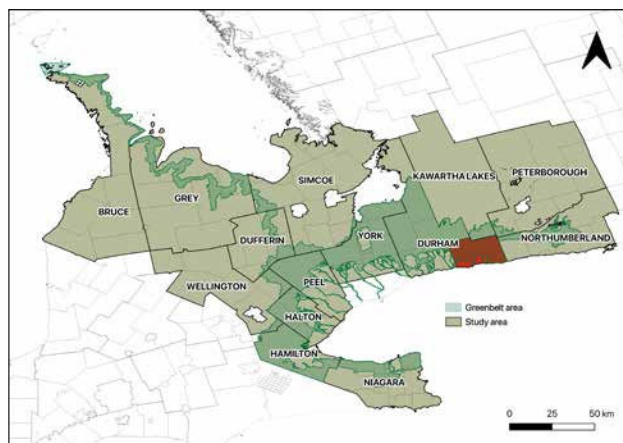 KAWARTHA LAKES
PETERBOROUGH
SIMCOE
GREY
BRUCE
YORK
DUFFERIN
DURHAM
NORTHUMBERLAND
PEEL
WELLINGTON
HALTON
HAMILTON
NIAGARA
Greenbelt area
Study area
0 25 50 km